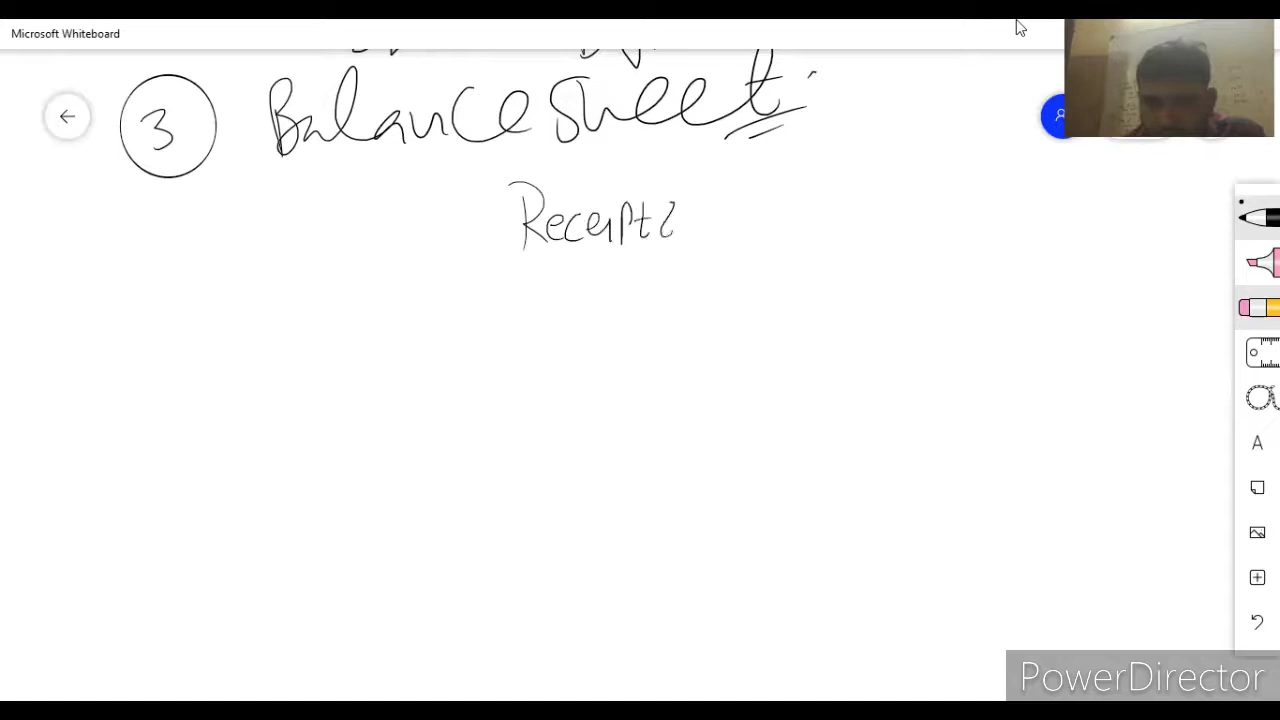 Microsoft Whiteboard
3 Balance Sheet
Receipt
A
PowerDirector